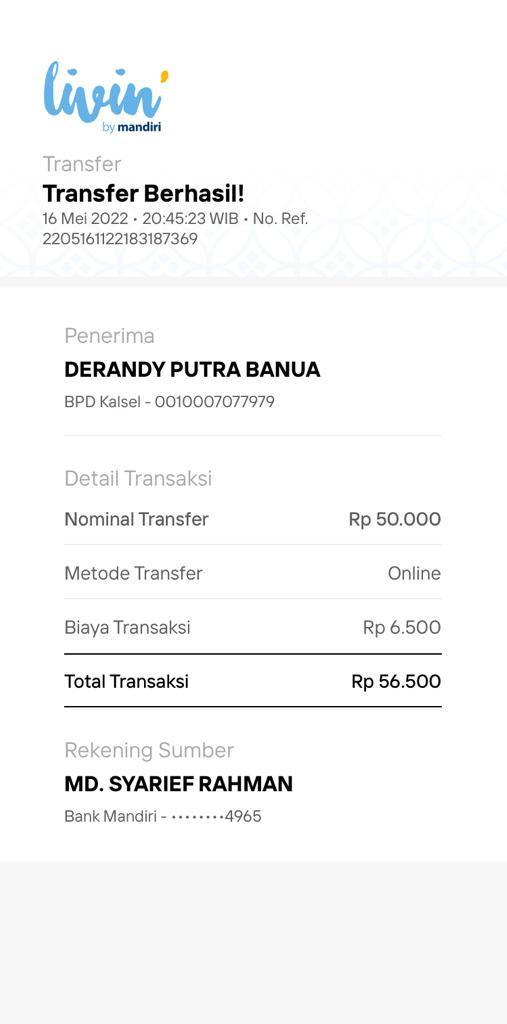 livin'
by mandiri
Transfer
Transfer Berhasil!
16 Mei 2022 • 20:45:23 WIB • No. Ref.
2205161122183187369
Penerima
DERANDY PUTRA BANUA
BPD Kalsel - 0010007077979
Detail Transaksi
Nominal Transfer Rp 50.000
Metode Transfer Online
Biaya Transaksi Rp 6.500
Total Transaksi Rp 56.500
Rekening Sumber
MD. SYARIEF RAHMAN
Bank Mandiri - ••••••••4965